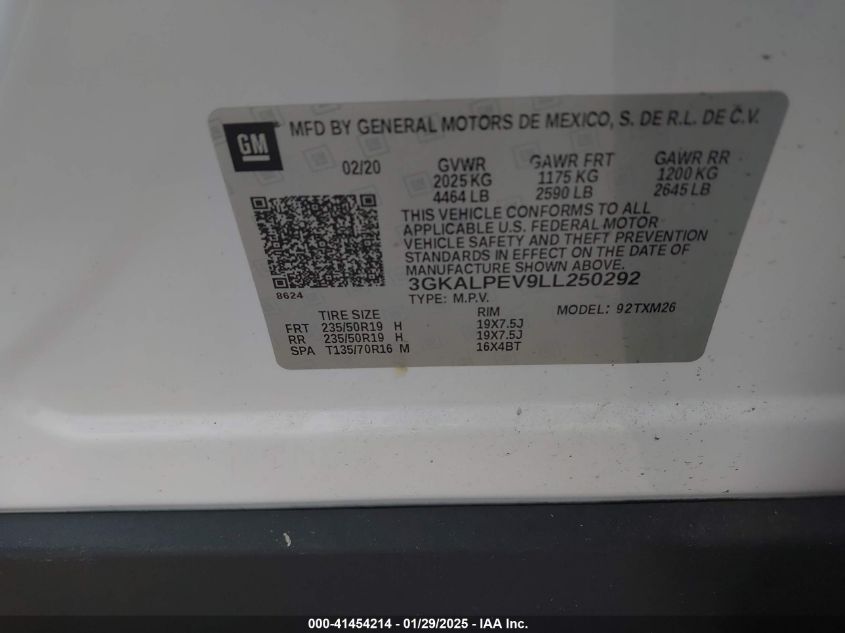 GM MFD BY GENERAL MOTORS DE MEXICO, S. DE R.L. DE C.V.
02/20 GVWR GAWR FRT GAWR RR
2025 KG 1175 KG 1200 KG
4464 LB 2590 LB 2645 LB
THIS VEHICLE CONFORMS TO ALL
APPLICABLE U.S. FEDERAL MOTOR
VEHICLE SAFETY AND THEFT PREVENTION
STANDARDS IN EFFECT ON THE DATE OF
MANUFACTURE SHOWN ABOVE.
3GKALPEV9LL250292
8624
TYPE: M.P.V. MODEL: 92TXM26
TIRE SIZE RIM
FRT 235/50R19 H 19X7.5J
RR 235/50R19 H 19X7.5J
SPA T135/70R16 M 16X4BT
000-41454214 - 01/29/2025 - IAA Inc.